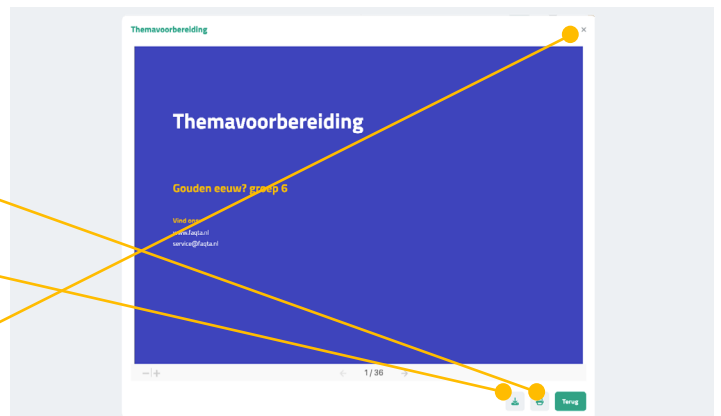 Themavoorbereiding
×
Themavoorbereiding
Gouden eeuw? groep 6
Vind ons:
www.faqta.nl
service@faqta.nl
1 / 36
Terug